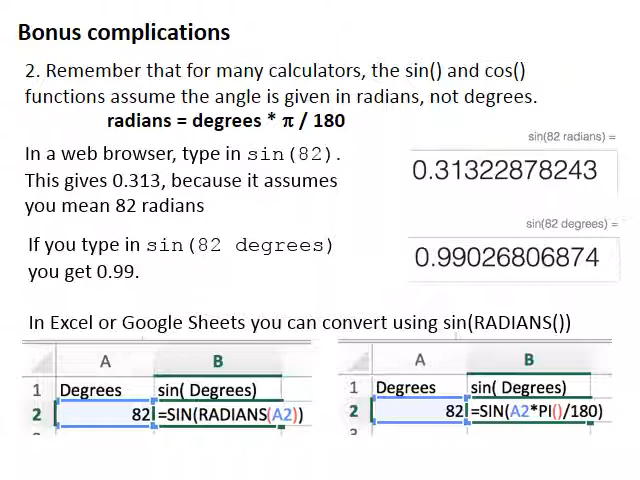 Bonus complications
2. Remember that for many calculators, the sin() and cos()
functions assume the angle is given in radians, not degrees.
radians = degrees * π / 180
In a web browser, type in sin(82).
This gives 0.313, because it assumes
you mean 82 radians
sin(82 radians) =
0.31322878243
If you type in sin(82 degrees)
you get 0.99.
sin(82 degrees) =
0.99026806874
In Excel or Google Sheets you can convert using sin(RADIANS())
A B
1 Degrees sin( Degrees)
2 82 =SIN(RADIANS(A2))
A B
1 Degrees sin( Degrees)
2 82 =SIN(A2*PI()/180)